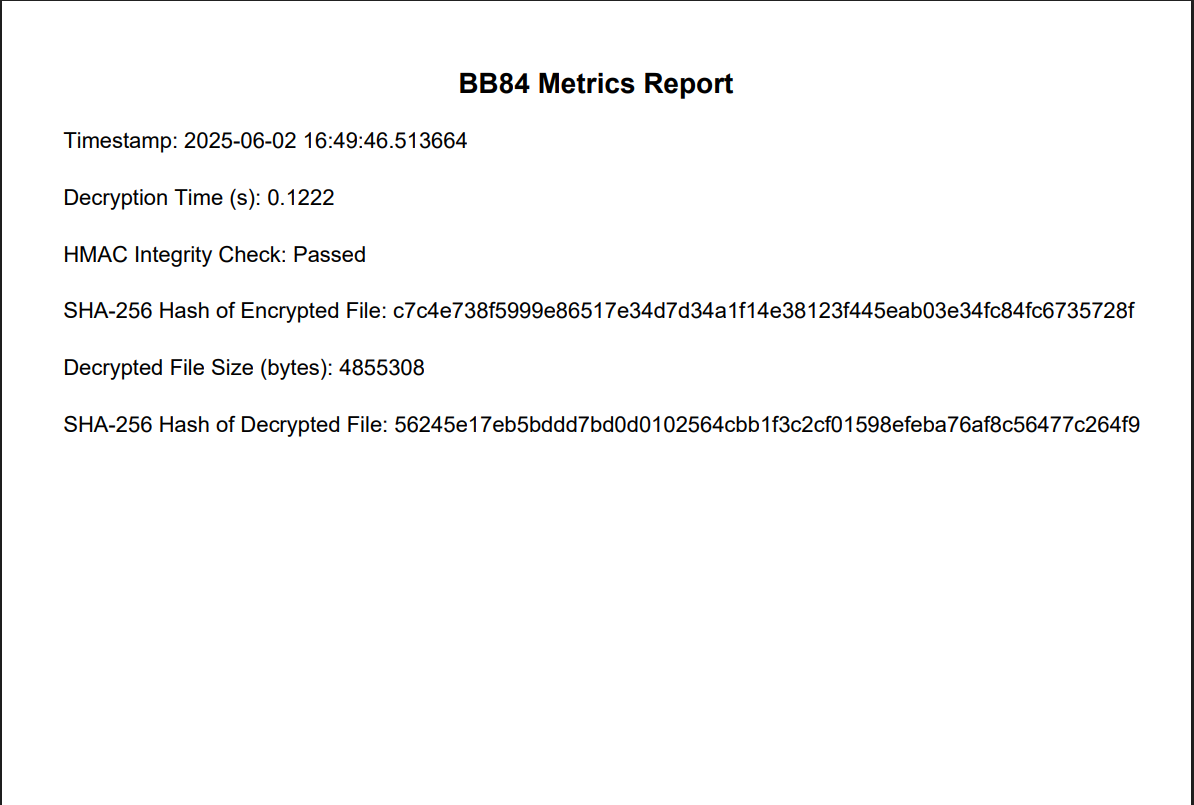 BB84 Metrics Report
Timestamp: 2025-06-02 16:49:46.513664
Decryption Time (s): 0.1222
HMAC Integrity Check: Passed
SHA-256 Hash of Encrypted File: c7c4e738f5999e86517e34d7d34a1f14e38123f445eab03e34fc84fc6735728f
Decrypted File Size (bytes): 4855308
SHA-256 Hash of Decrypted File: 56245e17eb5bddd7bd0d0102564cbb1f3c2cf01598efeba76af8c56477c264f9